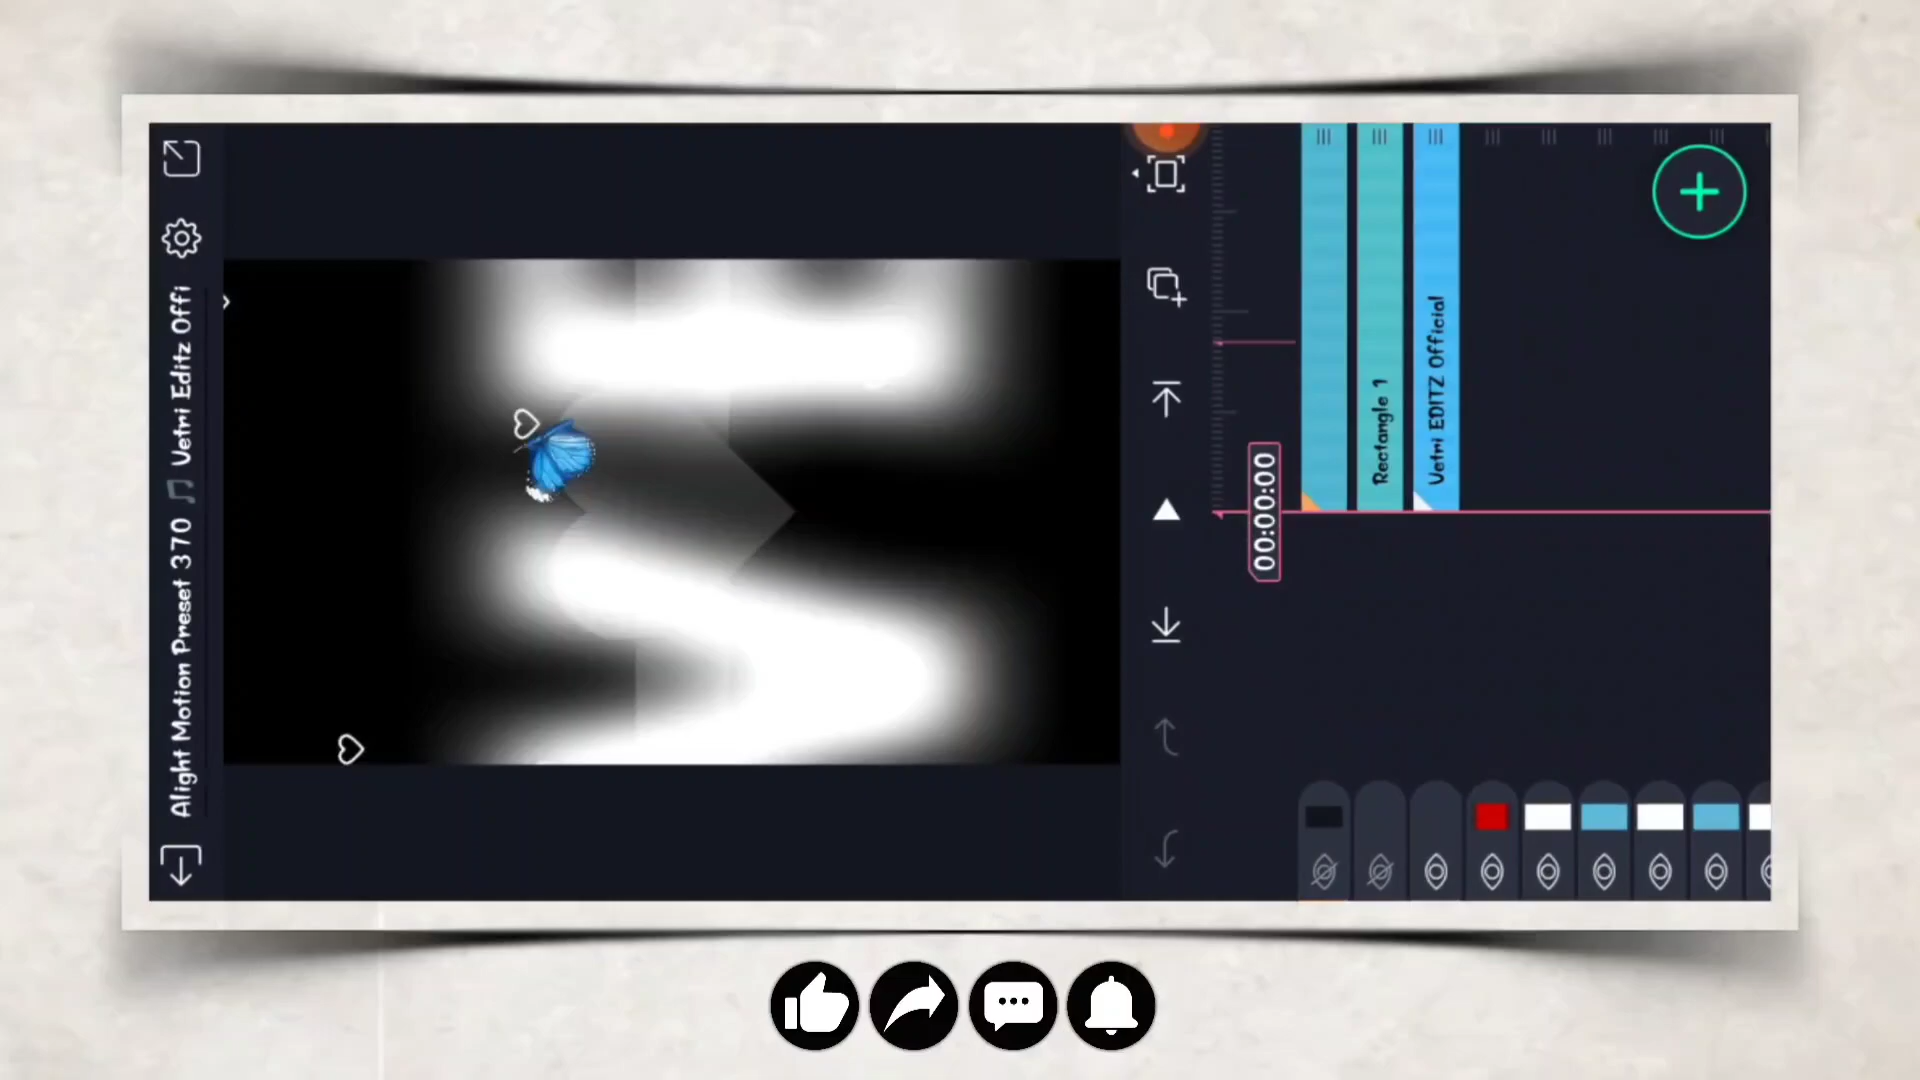 Alight Motion Preset 370 🎵 Vetri Editz Offi
00:00:00
Rectangle 1
Vetri EDITZ Official